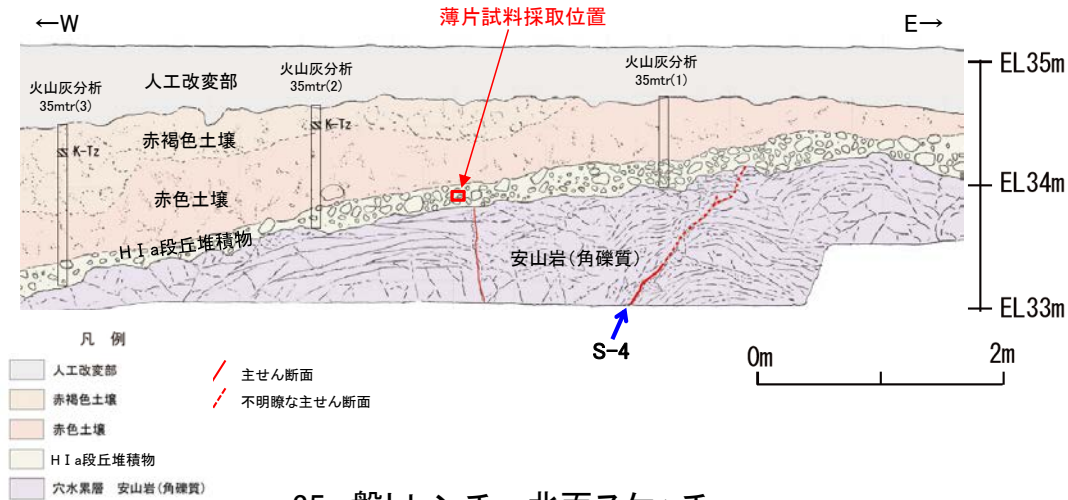 薄片試料採取位置
←W
E→
EL35m
人工改変部
火山灰分析
35mtr(3)
火山灰分析
35mtr(2)
火山灰分析
35mtr(1)
K-Tz
K-Tz
赤褐色土壌
赤色土壌
EL34m
HⅠa段丘堆積物
安山岩(角礫質)
EL33m
S-4
0m
2m
凡 例
人工改変部
赤褐色土壌
赤色土壌
HⅠa段丘堆積物
穴水累層 安山岩(角礫質)
主せん断面
不明瞭な主せん断面